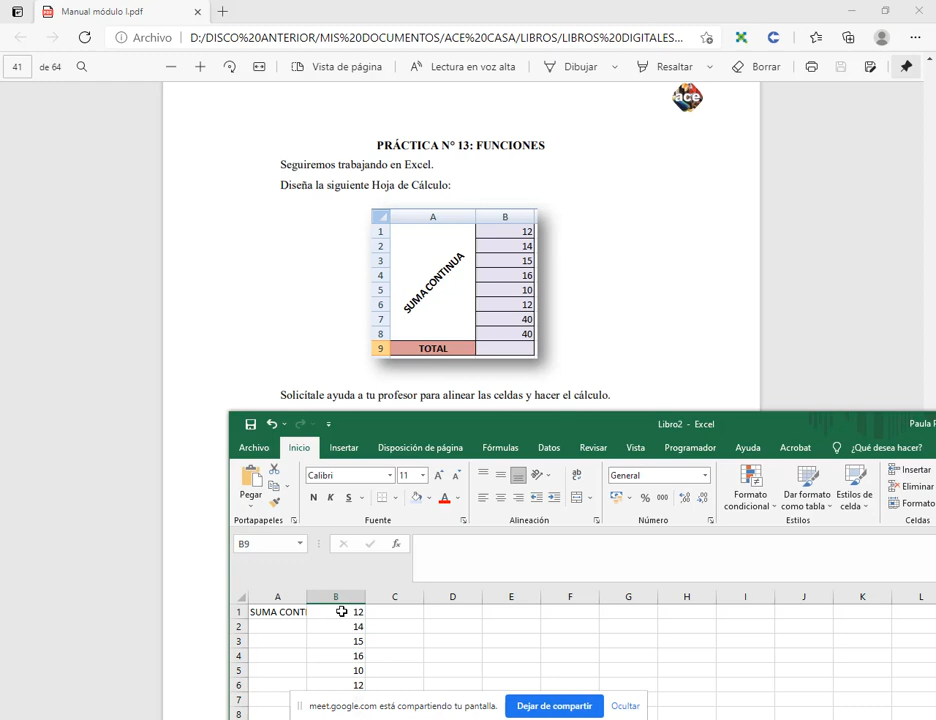 Manual módulo I.pdf
Archivo D:/DISCO%20ANTERIOR/MIS%20DOCUMENTOS/ACE%20CASA/LIBROS/LIBROS%20DIGITALES...
41 de 64 Vista de página Lectura en voz alta Dibujar Resaltar Borrar
ace
PRÁCTICA N° 13: FUNCIONES
Seguiremos trabajando en Excel.
Diseña la siguiente Hoja de Cálculo:
A B
1 12
2 14
3 15
4 16
5 10
6 12
7 40
8 40
SUMA CONTINUA
9 TOTAL
Solicítale ayuda a tu profesor para alinear las celdas y hacer el cálculo.
Libro2 - Excel Paula
Archivo Inicio Insertar Disposición de página Fórmulas Datos Revisar Vista Programador Ayuda Acrobat ¿Qué desea hacer?
Pegar Calibri 11 General Formato condicional Dar formato como tabla Estilos de celda Insertar Eliminar Formato
N K S % 000
Portapapeles Fuente Alineación Número Estilos Celdas
B9 fx
A B C D E F G H I J K L
1 SUMA CONTI 12
2 14
3 15
4 16
5 10
6 12
7
8
meet.google.com está compartiendo tu pantalla. Dejar de compartir Ocultar